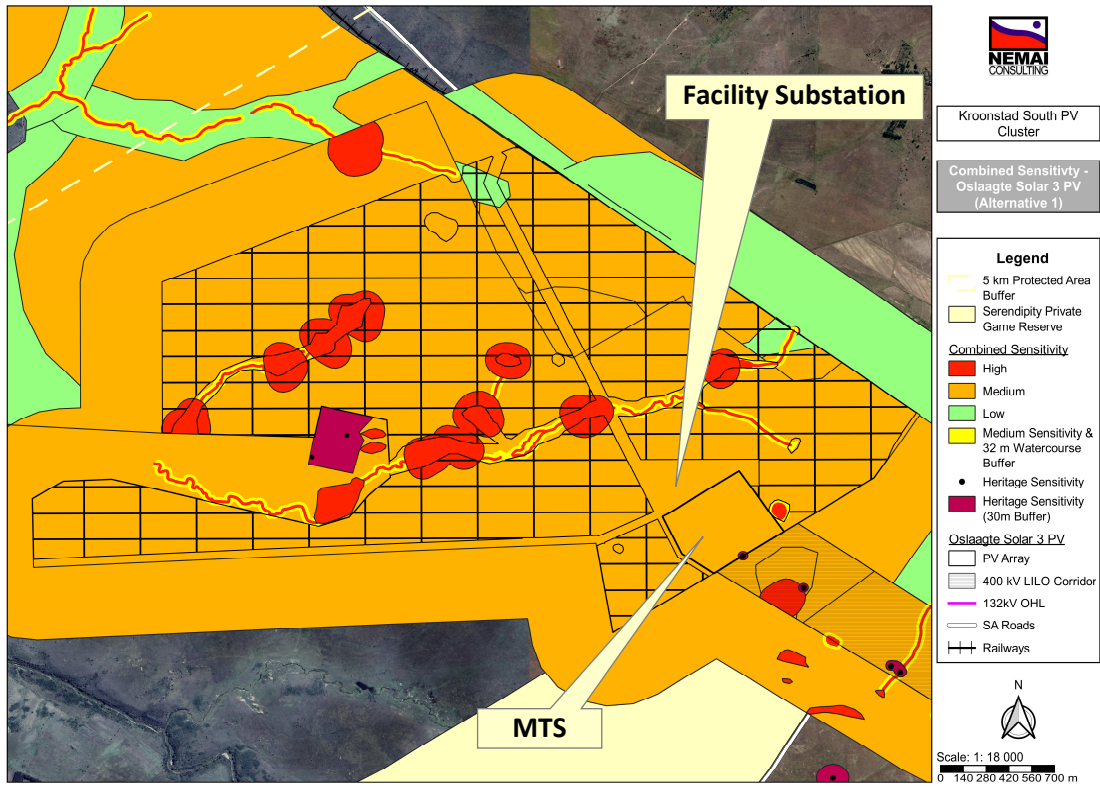 Facility Substation
MTS
NEMAI
CONSULTING
Kroonstad South PV
Cluster
Combined Sensitivty -
Oslaagte Solar 3 PV
(Alternative 1)
Legend
5 km Protected Area
Buffer
Serendipity Private
Game Reserve
Combined Sensitivity
High
Medium
Low
Medium Sensitivity &
32 m Watercourse
Buffer
Heritage Sensitivity
Heritage Sensitivity
(30m Buffer)
Oslaagte Solar 3 PV
PV Array
400 kV LILO Corridor
132kV OHL
SA Roads
Railways
N
Scale: 1: 18 000
0 140 280 420 560 700 m